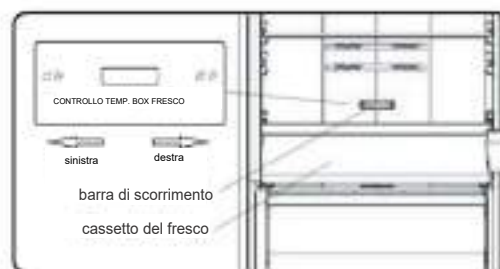 CONTROLLO TEMP. BOX FRESCO
sinistra
destra
barra di scorrimento
cassetto del fresco